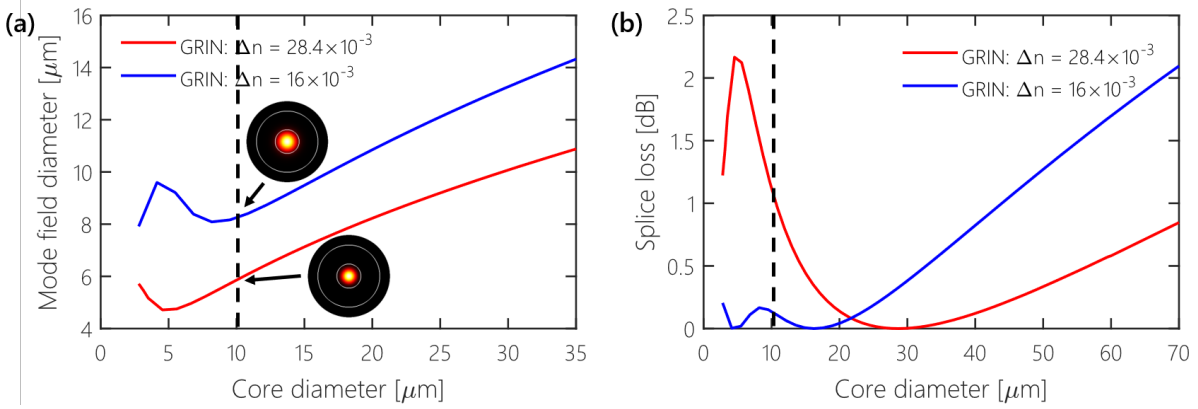 (a)
Mode field diameter [μm]
16
14
12
10
8
6
4
GRIN: Δn = 28.4×10⁻³
GRIN: Δn = 16×10⁻³
0 5 10 15 20 25 30 35
Core diameter [μm]
(b)
Splice loss [dB]
2.5
2
1.5
1
0.5
0
GRIN: Δn = 28.4×10⁻³
GRIN: Δn = 16×10⁻³
0 10 20 30 40 50 60 70
Core diameter [μm]